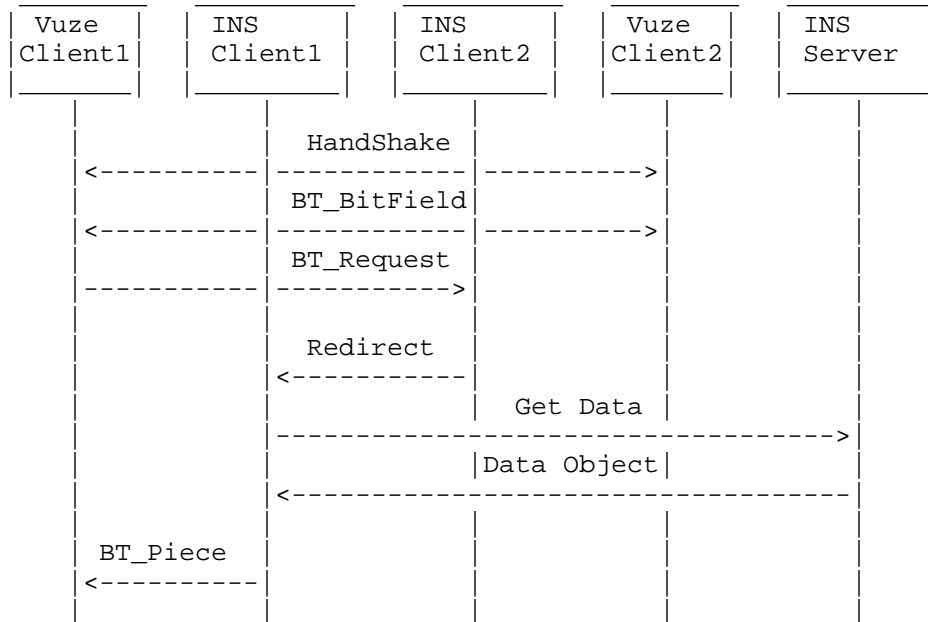 Vuze INS INS Vuze INS
Client1 Client1 Client2 Client2 Server
HandShake
BT_BitField
BT_Request
Redirect
Get Data
Data Object
BT_Piece